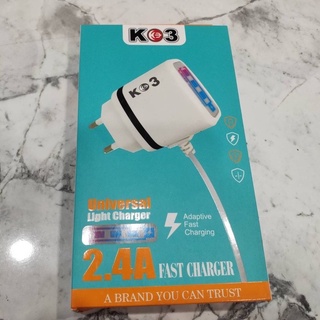 KO3
KO3
Universal
Light Charger
Adaptive
Fast
Charging
2.4A FAST CHARGER
A BRAND YOU CAN TRUST